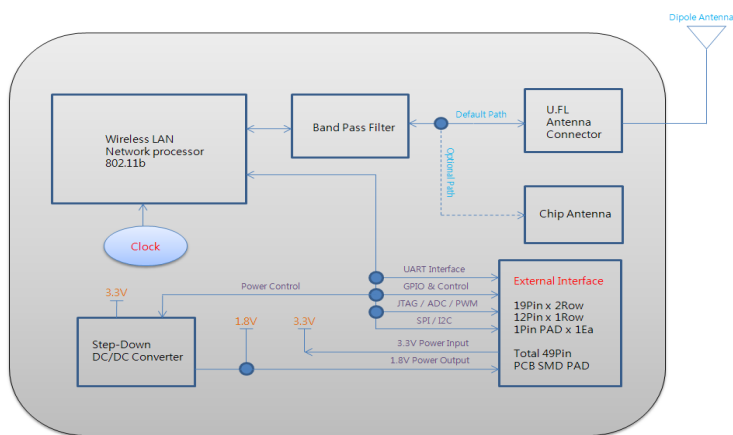 Dipole Antenna
Wireless LAN
Network processor
802.11b
Band Pass Filter
Default Path
U.FL
Antenna
Connector
Optional Path
Chip Antenna
Clock
UART Interface
GPIO & Control
JTAG / ADC / PWM
SPI / I2C
Power Control
3.3V
1.8V
3.3V
3.3V Power Input
1.8V Power Output
Step-Down
DC/DC Converter
External Interface
19Pin x 2Row
12Pin x 1Row
1Pin PAD x 1Ea
Total 49Pin
PCB SMD PAD